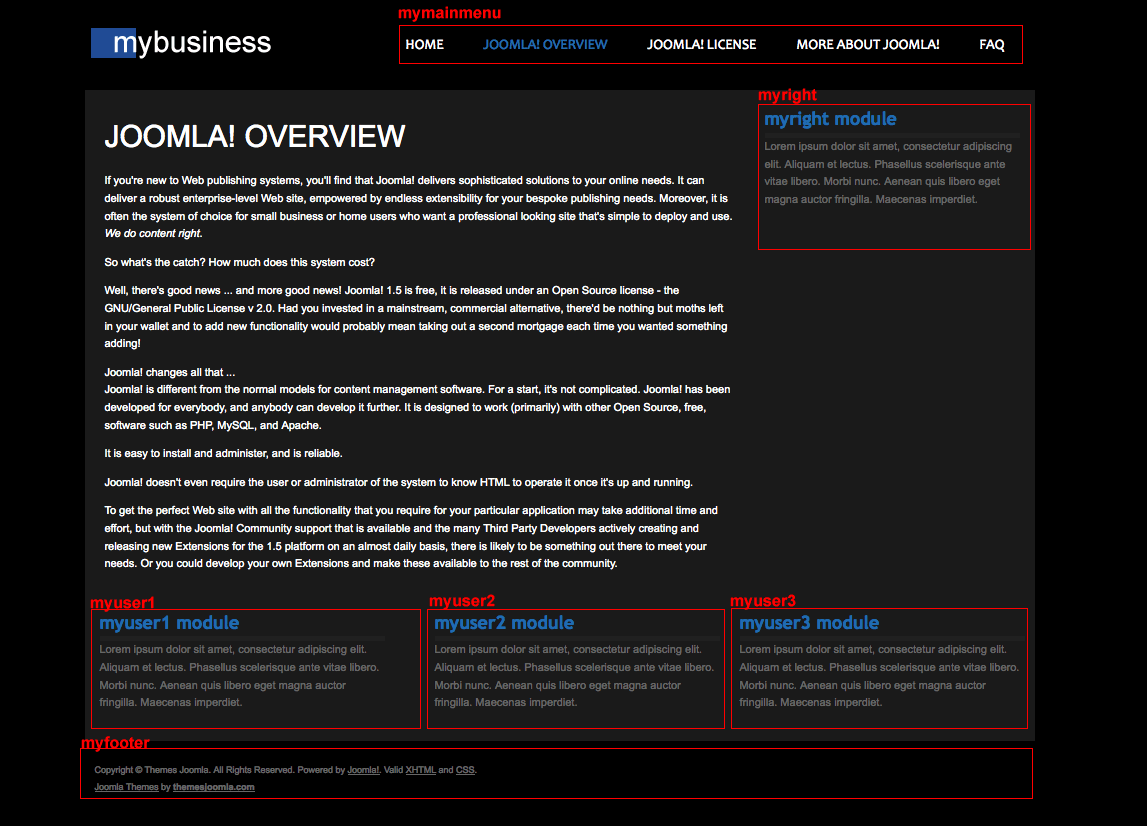 mymainmenu
mybusiness
HOME JOOMLA! OVERVIEW JOOMLA! LICENSE MORE ABOUT JOOMLA! FAQ
JOOMLA! OVERVIEW
If you're new to Web publishing systems, you'll find that Joomla! delivers sophisticated solutions to your online needs. It can
deliver a robust enterprise-level Web site, empowered by endless extensibility for your bespoke publishing needs. Moreover, it is
often the system of choice for small business or home users who want a professional looking site that's simple to deploy and use.
We do content right.
So what's the catch? How much does this system cost?
Well, there's good news ... and more good news! Joomla! 1.5 is free, it is released under an Open Source license - the
GNU/General Public License v 2.0. Had you invested in a mainstream, commercial alternative, there'd be nothing but moths left
in your wallet and to add new functionality would probably mean taking out a second mortgage each time you wanted something
adding!
Joomla! changes all that ...
Joomla! is different from the normal models for content management software. For a start, it's not complicated. Joomla! has been
developed for everybody, and anybody can develop it further. It is designed to work (primarily) with other Open Source, free,
software such as PHP, MySQL, and Apache.
It is easy to install and administer, and is reliable.
Joomla! doesn't even require the user or administrator of the system to know HTML to operate it once it's up and running.
To get the perfect Web site with all the functionality that you require for your particular application may take additional time and
effort, but with the Joomla! Community support that is available and the many Third Party Developers actively creating and
releasing new Extensions for the 1.5 platform on an almost daily basis, there is likely to be something out there to meet your
needs. Or you could develop your own Extensions and make these available to the rest of the community.
myright
myright module
Lorem ipsum dolor sit amet, consectetur adipiscing
elit. Aliquam et lectus. Phasellus scelerisque ante
vitae libero. Morbi nunc. Aenean quis libero eget
magna auctor fringilla. Maecenas imperdiet.
myuser1
myuser1 module
Lorem ipsum dolor sit amet, consectetur adipiscing elit.
Aliquam et lectus. Phasellus scelerisque ante vitae libero.
Morbi nunc. Aenean quis libero eget magna auctor
fringilla. Maecenas imperdiet.
myuser2
myuser2 module
Lorem ipsum dolor sit amet, consectetur adipiscing elit.
Aliquam et lectus. Phasellus scelerisque ante vitae libero.
Morbi nunc. Aenean quis libero eget magna auctor
fringilla. Maecenas imperdiet.
myuser3
myuser3 module
Lorem ipsum dolor sit amet, consectetur adipiscing elit.
Aliquam et lectus. Phasellus scelerisque ante vitae libero.
Morbi nunc. Aenean quis libero eget magna auctor
fringilla. Maecenas imperdiet.
myfooter
Copyright © Themes Joomla. All Rights Reserved. Powered by Joomla!. Valid XHTML and CSS.
Joomla Themes by themesjoomla.com